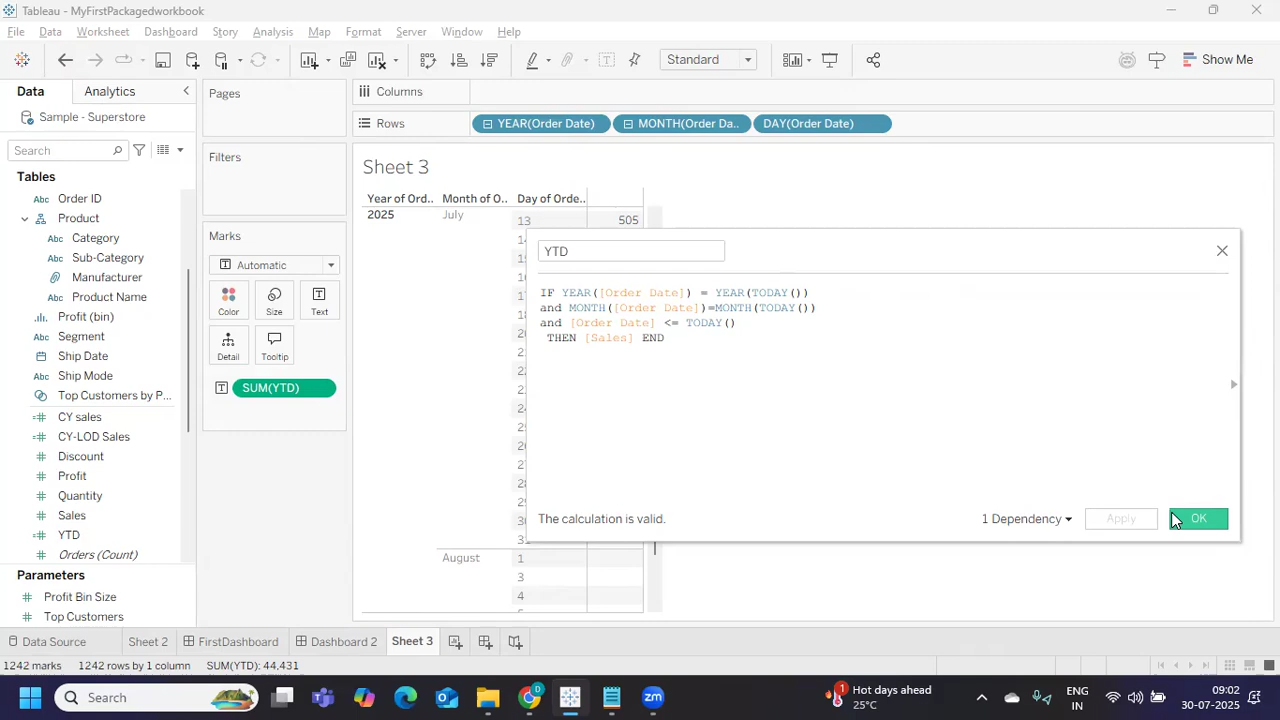 Tableau - MyFirstPackagedworkbook
File Data Worksheet Dashboard Story Analysis Map Format Server Window Help
Standard
Show Me
Data Analytics
Pages
Columns
Sample - Superstore
Rows YEAR(Order Date) MONTH(Order Da.. DAY(Order Date)
Search
Filters
Sheet 3
Tables
Abc Order ID
Product
Abc Category
Abc Sub-Category
Manufacturer
Abc Product Name
Profit (bin)
Abc Segment
Ship Date
Abc Ship Mode
Top Customers by P...
CY sales
CY-LOD Sales
Discount
Profit
Quantity
Sales
YTD
Orders (Count)
Parameters
Profit Bin Size
Top Customers
Marks
Automatic
Color Size Text
Detail Tooltip
SUM(YTD)
Year of Ord.. Month of O.. Day of Orde..
2025 July 13 505
August 1
3
4
YTD
IF YEAR([Order Date]) = YEAR(TODAY())
and MONTH([Order Date])=MONTH(TODAY())
and [Order Date] <= TODAY()
THEN [Sales] END
The calculation is valid.
1 Dependency Apply OK
Data Source Sheet 2 FirstDashboard Dashboard 2 Sheet 3
1242 marks 1242 rows by 1 column SUM(YTD): 44,431
Search
1 Hot days ahead
25°C
ENG
IN
09:02
30-07-2025